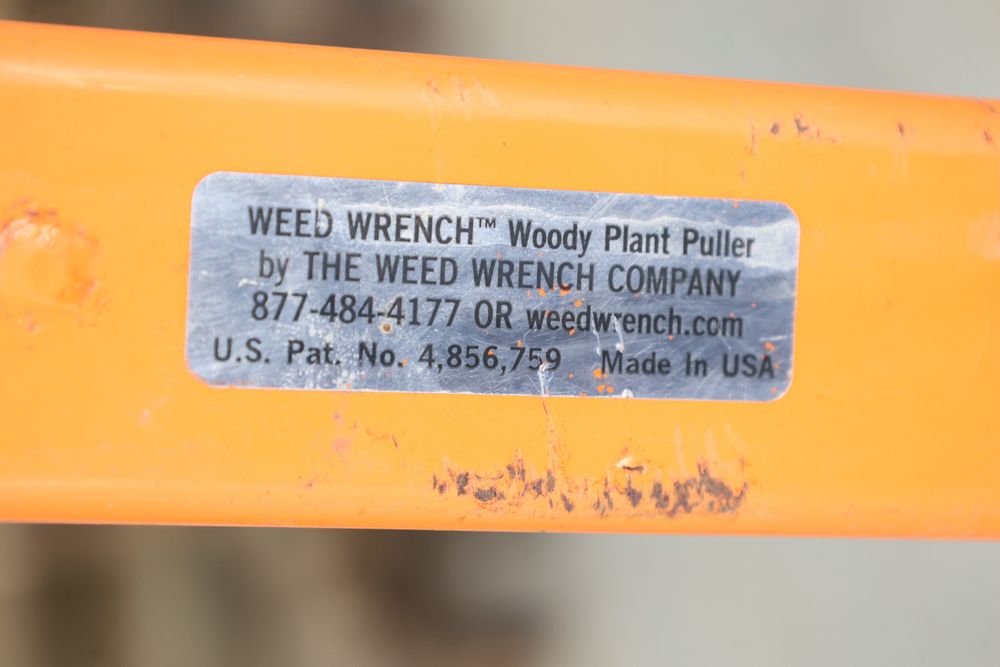 WEED WRENCH™ Woody Plant Puller
by THE WEED WRENCH COMPANY
877-484-4177 OR weedwrench.com
U.S. Pat. No. 4,856,759 Made In USA